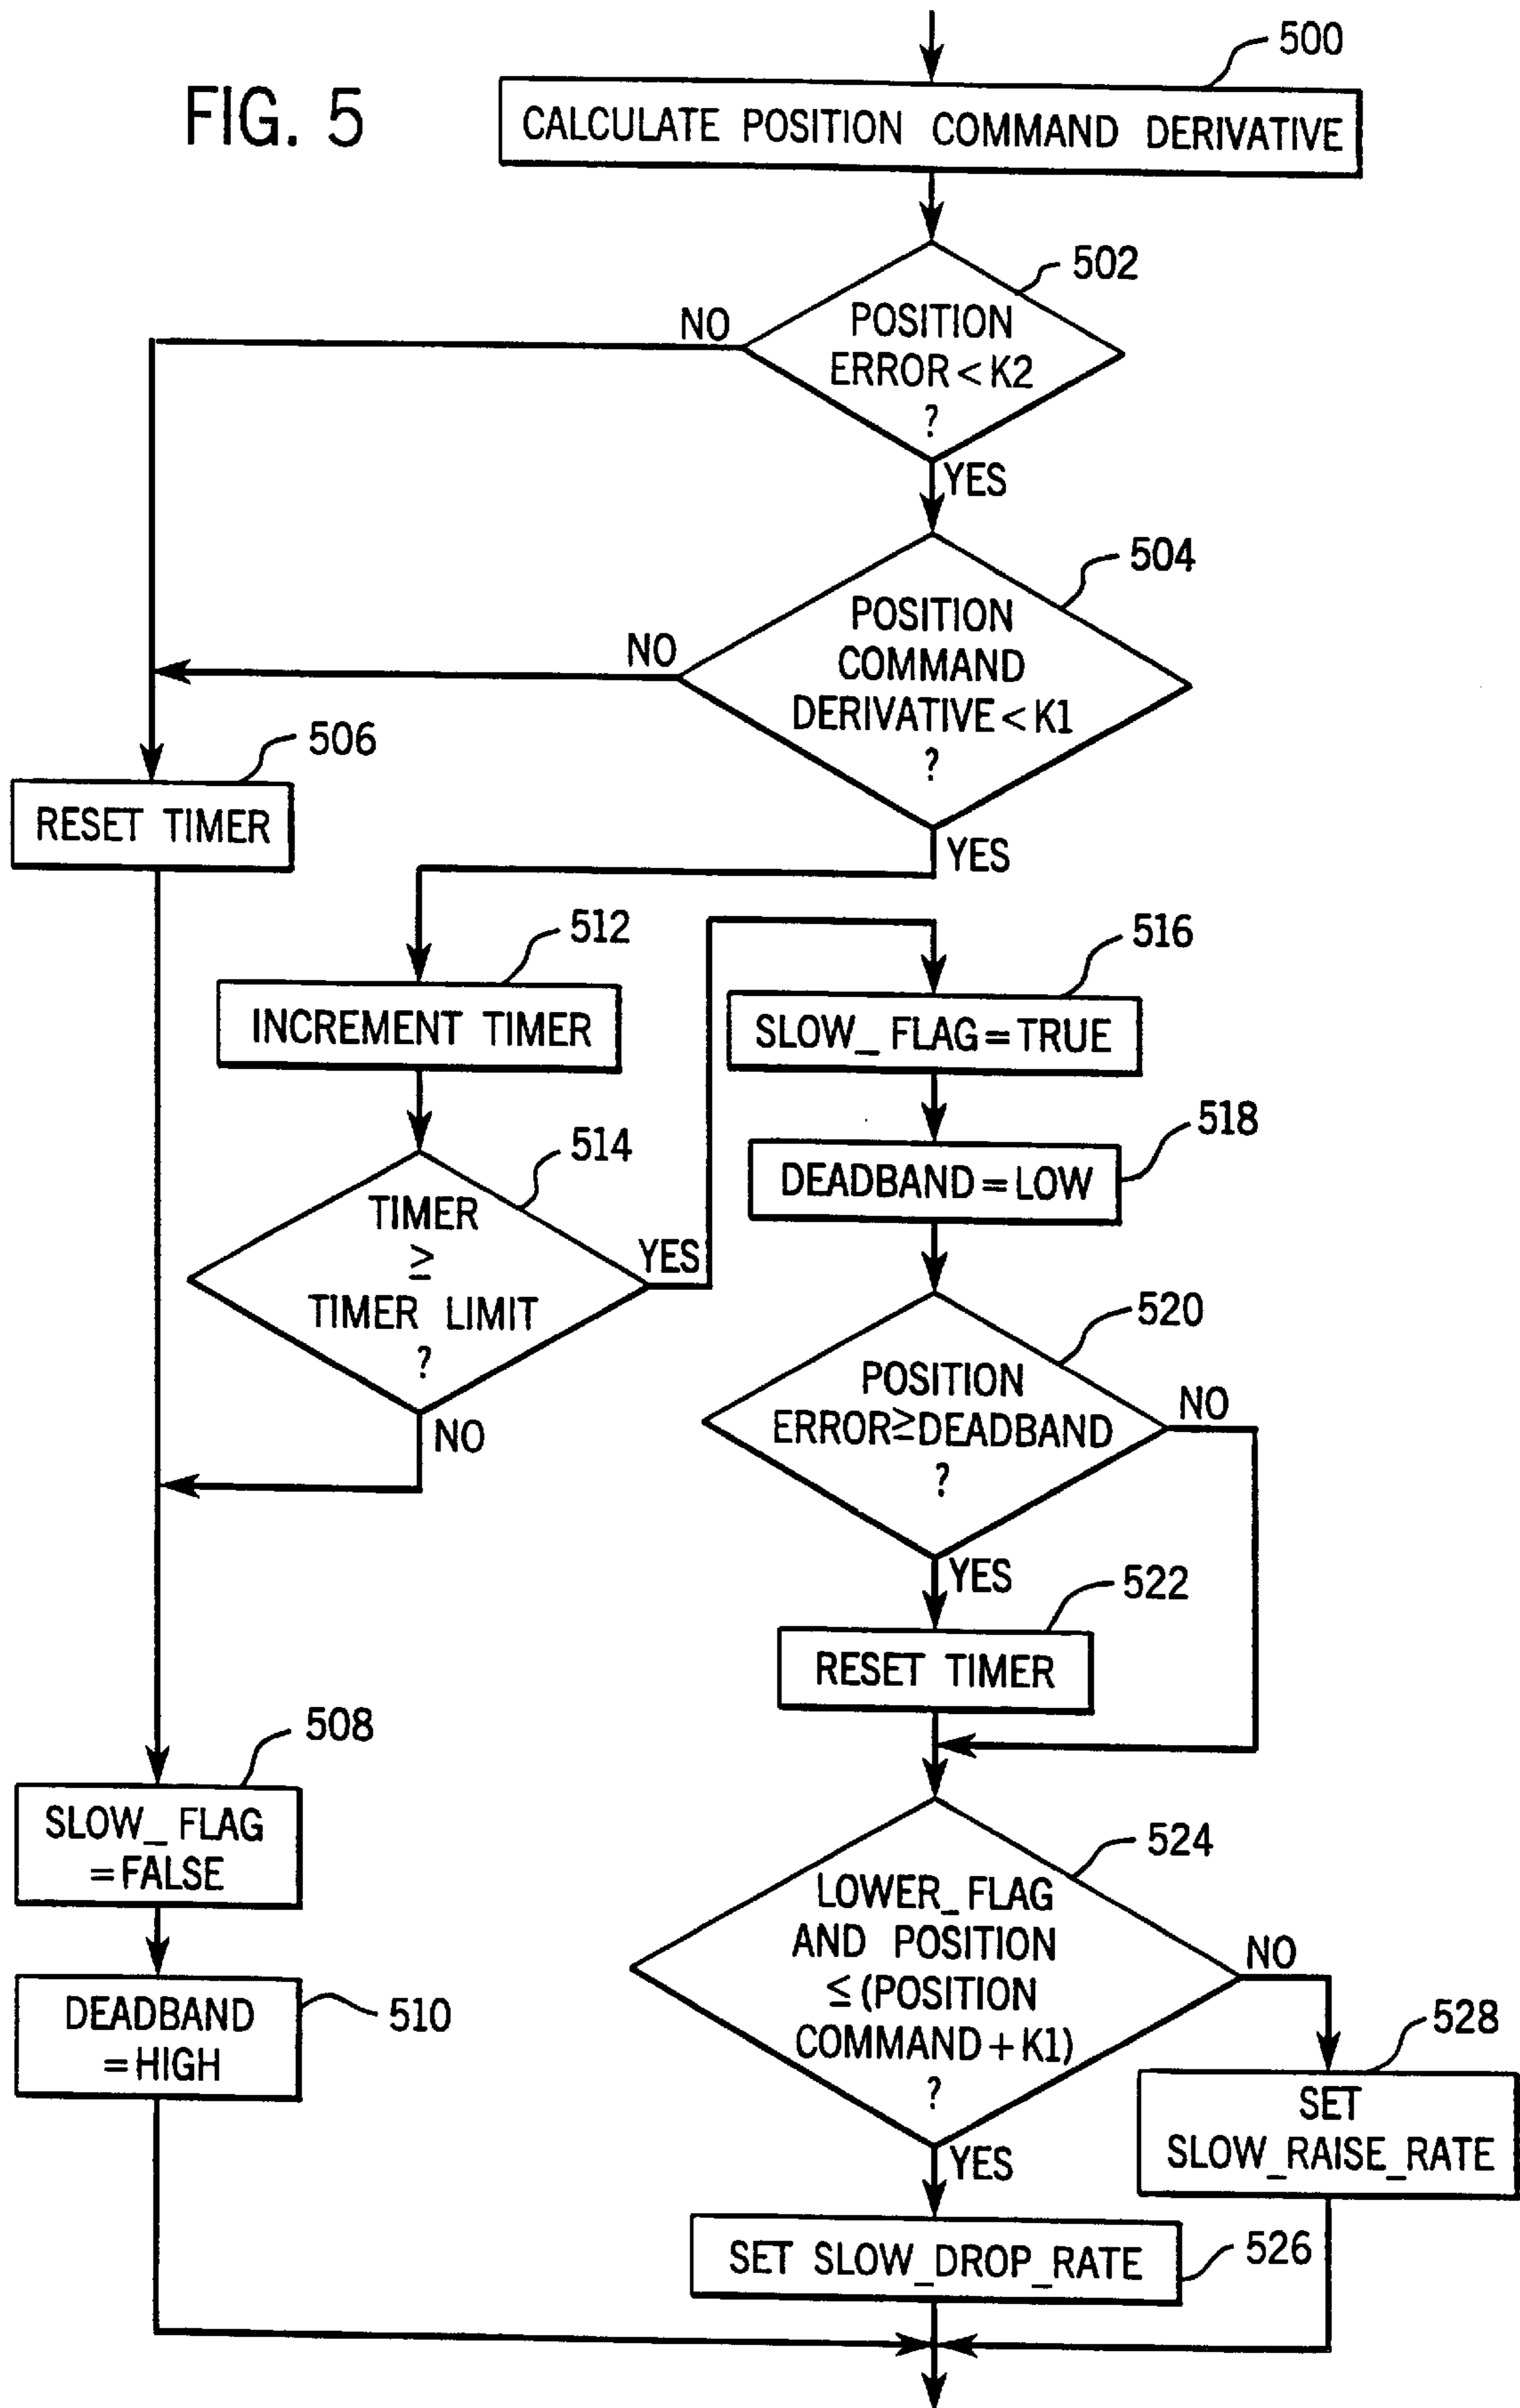 FIG. 5
500
CALCULATE POSITION COMMAND DERIVATIVE
502
POSITION
ERROR < K2
?
NO
YES
504
POSITION
COMMAND
DERIVATIVE < K1
?
NO
YES
506
RESET TIMER
512
INCREMENT TIMER
514
TIMER
≥
TIMER LIMIT
?
YES
NO
516
SLOW_ FLAG = TRUE
518
DEADBAND = LOW
520
POSITION
ERROR ≥ DEADBAND
?
NO
YES
522
RESET TIMER
508
SLOW_ FLAG
= FALSE
510
DEADBAND
= HIGH
524
LOWER_ FLAG
AND POSITION
≤ (POSITION
COMMAND + K1)
?
NO
YES
528
SET
SLOW_RAISE_RATE
526
SET SLOW_DROP_RATE